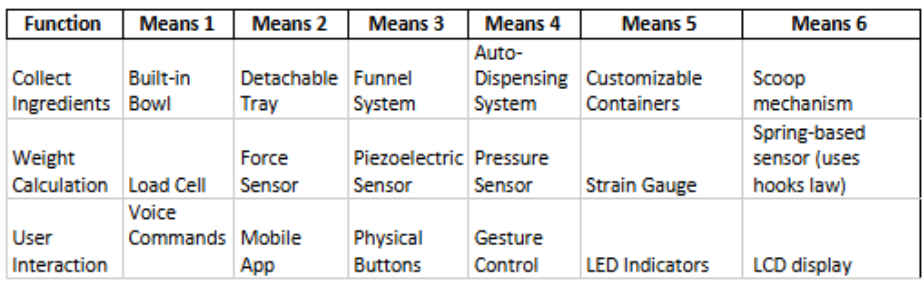 Function Means 1 Means 2 Means 3 Means 4 Means 5 Means 6
Auto-
Collect Built-in Detachable Funnel Dispensing Customizable Scoop
Ingredients Bowl Tray System System Containers mechanism
Spring-based
Weight Force Piezoelectric Pressure sensor (uses
Calculation Load Cell Sensor Sensor Sensor Strain Gauge hooks law)
Voice
User Commands Mobile Physical Gesture
Interaction App Buttons Control LED Indicators LCD display